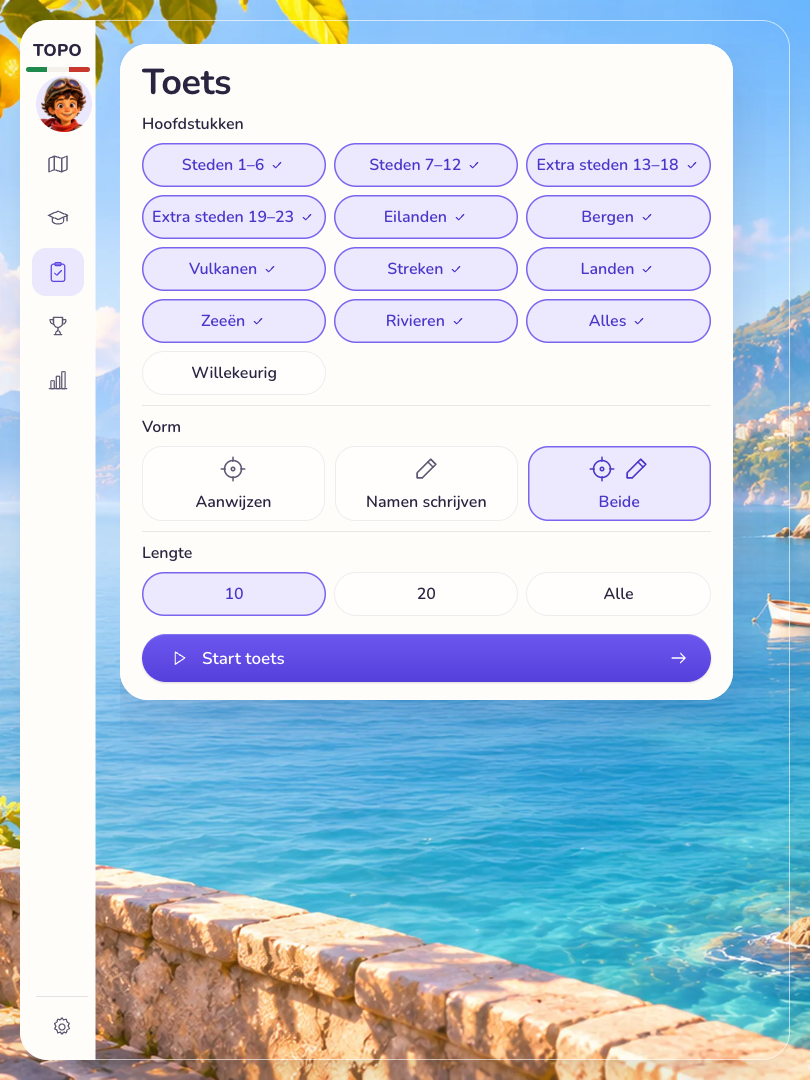 TOPO
Toets
Hoofdstukken
Steden 1–6
Steden 7–12
Extra steden 13–18
Extra steden 19–23
Eilanden
Bergen
Vulkanen
Streken
Landen
Zeeën
Rivieren
Alles
Willekeurig
Vorm
Aanwijzen
Namen schrijven
Beide
Lengte
10
20
Alle
Start toets